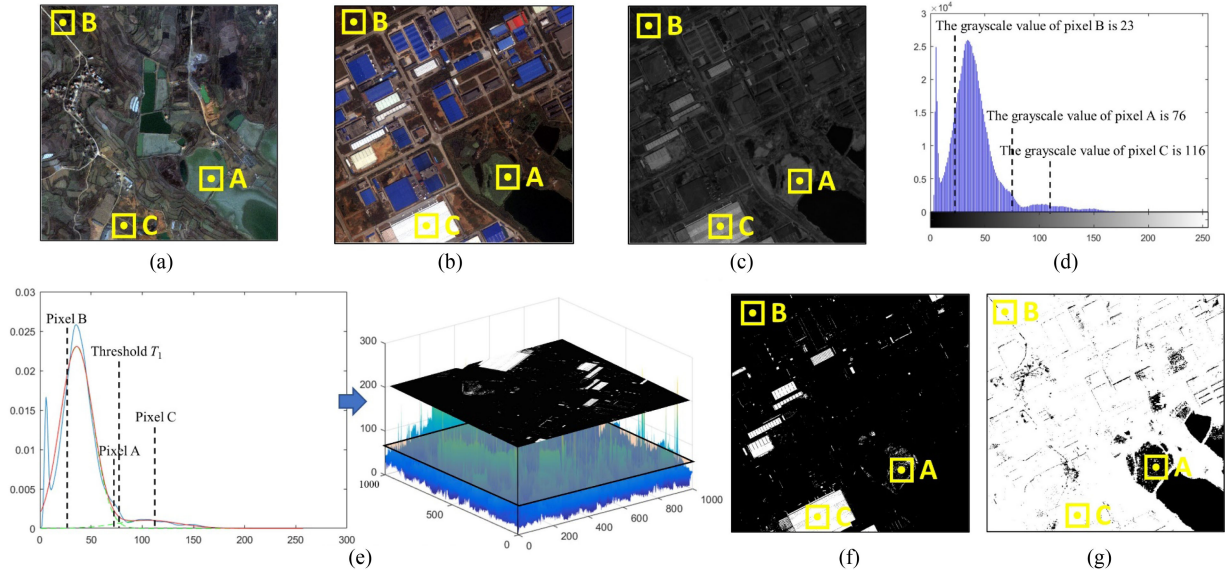 B
A
C
(a)
B
A
C
(b)
B
A
C
(c)
×10⁴
3
2.5
2
1.5
1
0.5
0
The grayscale value of pixel B is 23
The grayscale value of pixel A is 76
The grayscale value of pixel C is 116
0 50 100 150 200 250
(d)
0.03
0.025
0.02
0.015
0.01
0.005
0
Pixel B
Threshold T₁
Pixel C
Pixel A
0 50 100 150 200 250 300
300
200
100
0
1000
500
0
0
200
400
600
800
1000
(e)
B
A
C
(f)
B
A
C
(g)